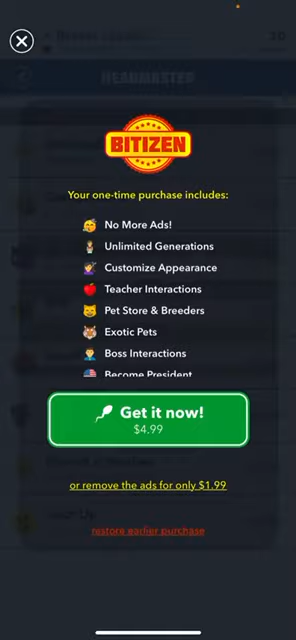 HEADMASTER
BITIZEN
Your one-time purchase includes:
No More Ads!
Unlimited Generations
Customize Appearance
Teacher Interactions
Pet Store & Breeders
Exotic Pets
Boss Interactions
Become President
Get it now!
$4.99
or remove the ads for only $1.99
restore earlier purchase